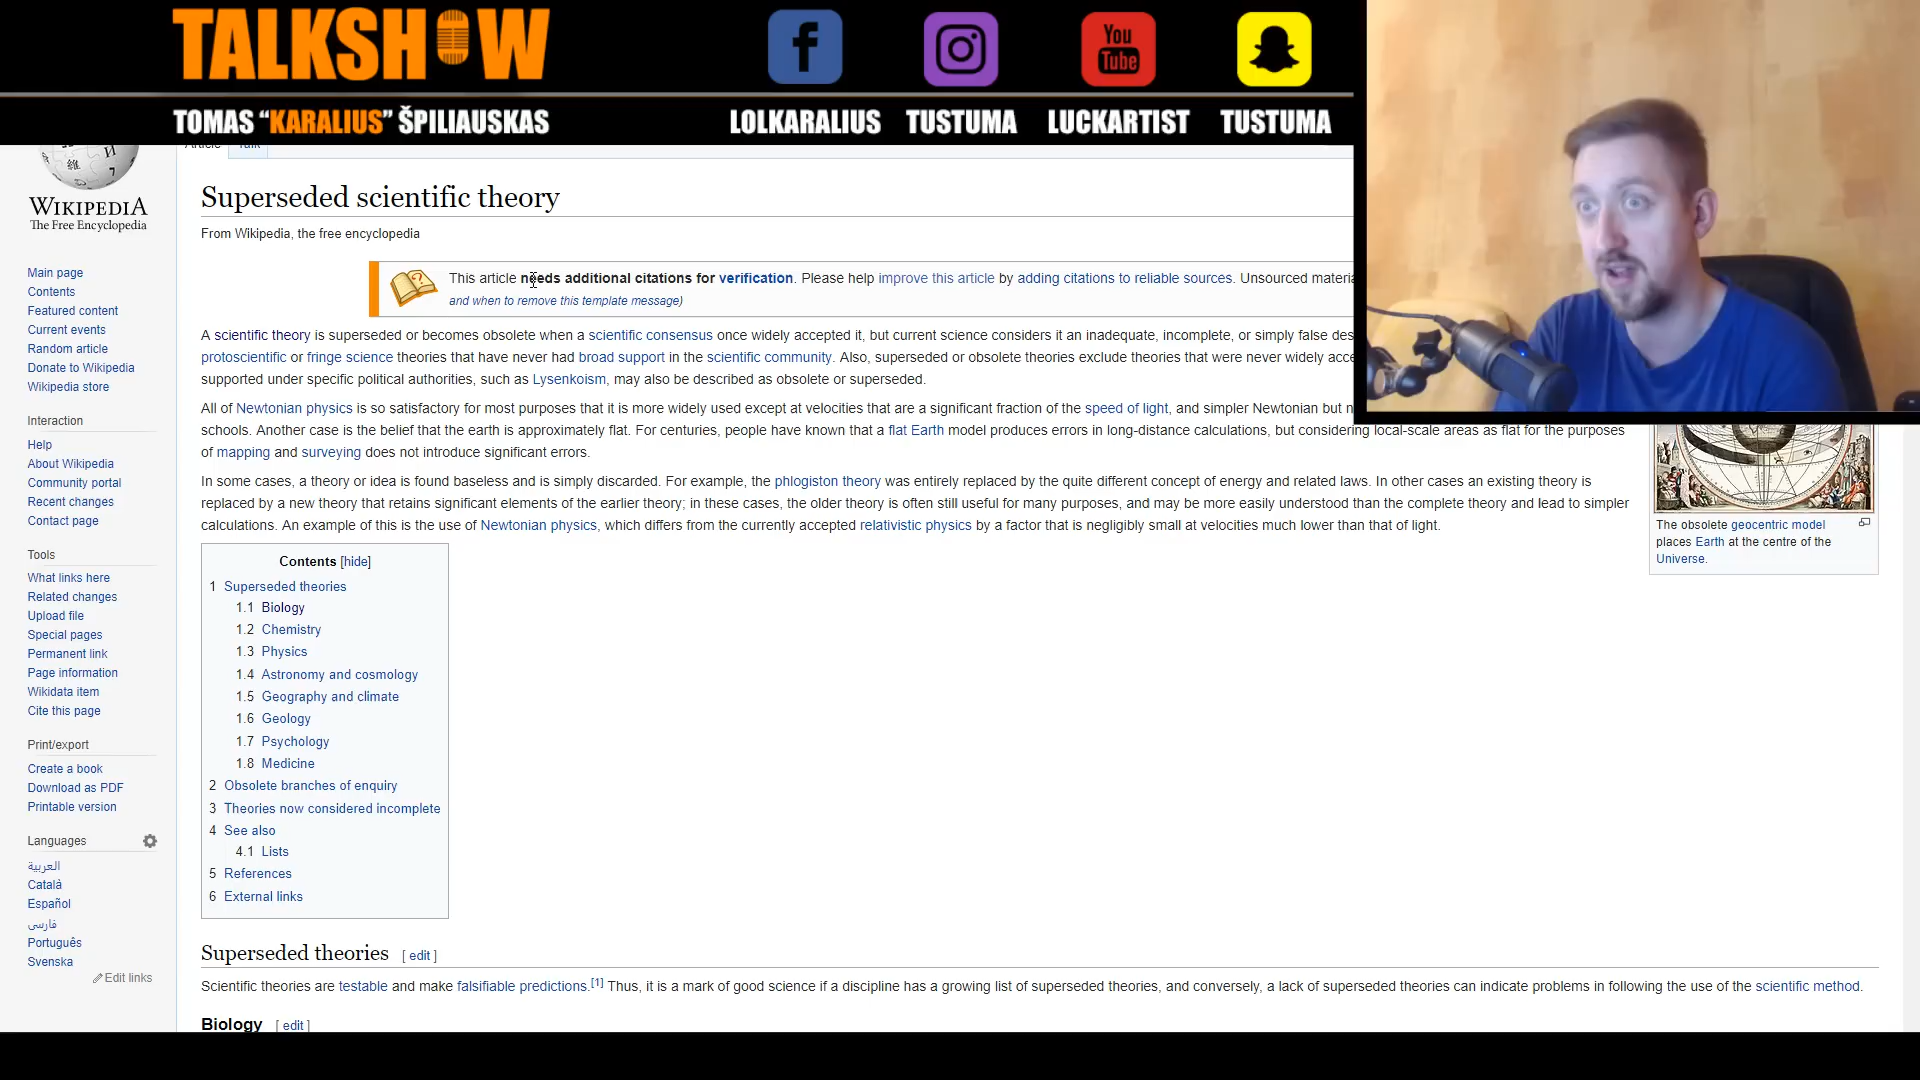 TALKSHOW
TOMAS "KARALIUS" ŠPILIAUSKAS
You
Tube
LOLKARALIUS TUSTUMA LUCKARTIST TUSTUMA
WIKIPEDIA
The Free Encyclopedia
Main page
Contents
Featured content
Current events
Random article
Donate to Wikipedia
Wikipedia store
Interaction
Help
About Wikipedia
Community portal
Recent changes
Contact page
Tools
What links here
Related changes
Upload file
Special pages
Permanent link
Page information
Wikidata item
Cite this page
Print/export
Create a book
Download as PDF
Printable version
Languages
العربية
Català
Español
فارسی
Português
Svenska
Edit links
Article Talk
Superseded scientific theory
From Wikipedia, the free encyclopedia
This article needs additional citations for verification. Please help improve this article by adding citations to reliable sources. Unsourced
and when to remove this template message)
A scientific theory is superseded or becomes obsolete when a scientific consensus once widely accepted it, but current science considers it an inadequate, incomplete, or simply false
protoscientific or fringe science theories that have never had broad support in the scientific community. Also, superseded or obsolete theories exclude theories that were never widely
supported under specific political authorities, such as Lysenkoism, may also be described as obsolete or superseded.
All of Newtonian physics is so satisfactory for most purposes that it is more widely used except at velocities that are a significant fraction of the speed of light, and simpler Newtonian but
schools. Another case is the belief that the earth is approximately flat. For centuries, people have known that a flat Earth model produces errors in long-distance calculations, but considering local-scale areas as flat for the purposes
of mapping and surveying does not introduce significant errors.
In some cases, a theory or idea is found baseless and is simply discarded. For example, the phlogiston theory was entirely replaced by the quite different concept of energy and related laws. In other cases an existing theory is
replaced by a new theory that retains significant elements of the earlier theory; in these cases, the older theory is often still useful for many purposes, and may be more easily understood than the complete theory and lead to simpler
calculations. An example of this is the use of Newtonian physics, which differs from the currently accepted relativistic physics by a factor that is negligibly small at velocities much lower than that of light.
The obsolete geocentric model
places Earth at the centre of the
Universe.
Contents [hide]
1 Superseded theories
1.1 Biology
1.2 Chemistry
1.3 Physics
1.4 Astronomy and cosmology
1.5 Geography and climate
1.6 Geology
1.7 Psychology
1.8 Medicine
2 Obsolete branches of enquiry
3 Theories now considered incomplete
4 See also
4.1 Lists
5 References
6 External links
Superseded theories [ edit ]
Scientific theories are testable and make falsifiable predictions.[1] Thus, it is a mark of good science if a discipline has a growing list of superseded theories, and conversely, a lack of superseded theories can indicate problems in following the use of the scientific method.
Biology [ edit ]